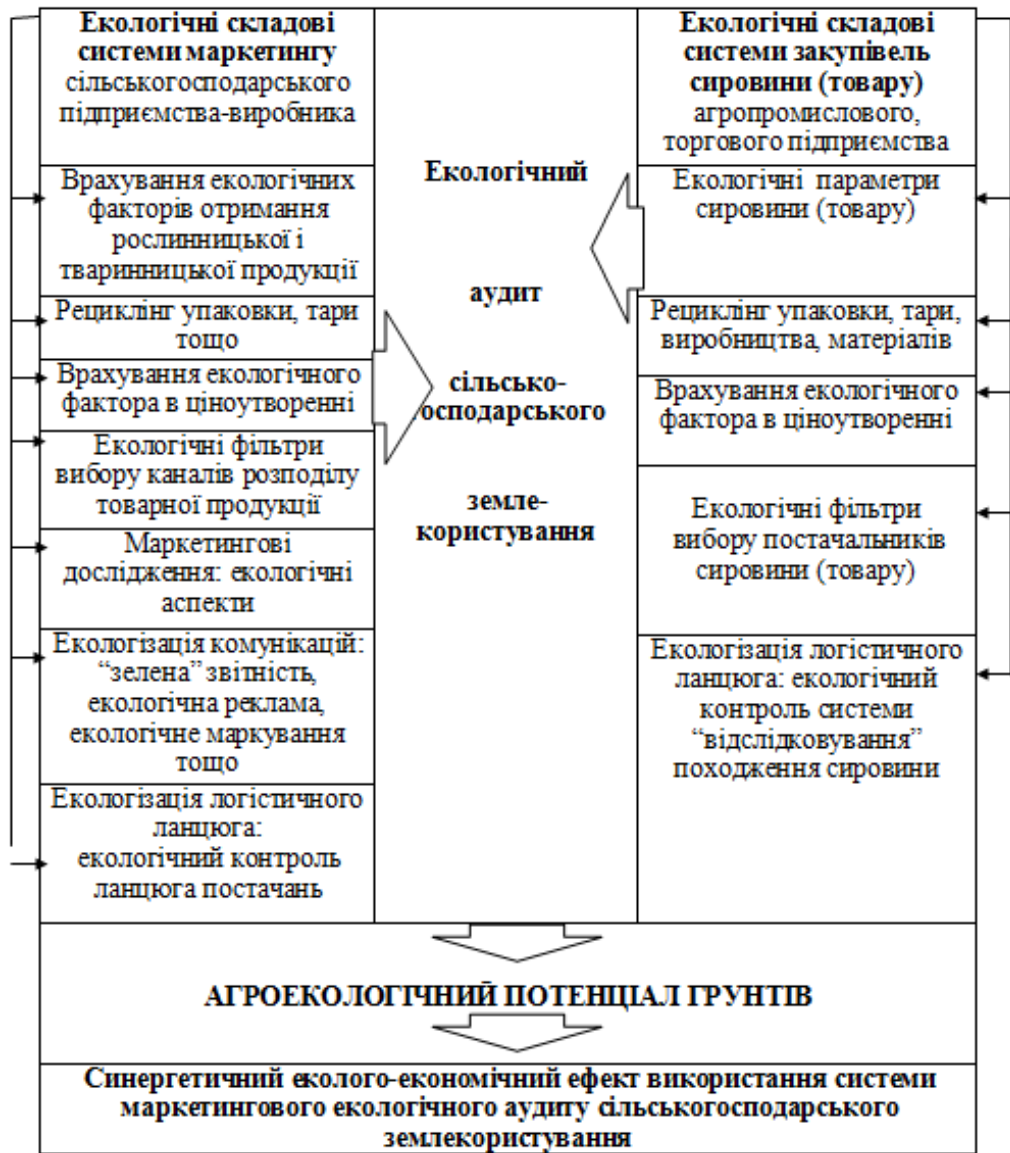 Екологічні складові
системи маркетингу
сільськогосподарського
підприємства-виробника
Врахування екологічних
факторів отримання
рослинницької і
тваринницької продукції
Рециклінг упаковки, тари
тощо
Врахування екологічного
фактора в ціноутворенні
Екологічні фільтри
вибору каналів розподілу
товарної продукції
Маркетингові
дослідження: екологічні
аспекти
Екологізація комунікацій:
“зелена” звітність,
екологічна реклама,
екологічне маркування
тощо
Екологізація логістичного
ланцюга:
екологічний контроль
ланцюга постачань
Екологічний
аудит
сільсько-
господарського
земле-
користування
Екологічні складові
системи закупівель
сировини (товару)
агропромислового,
торгового підприємства
Екологічні параметри
сировини (товару)
Рециклінг упаковки, тари,
виробництва, матеріалів
Врахування екологічного
фактора в ціноутворенні
Екологічні фільтри
вибору постачальників
сировини (товару)
Екологізація логістичного
ланцюга: екологічний
контроль системи
“відслідковування”
походження сировини
АГРОЕКОЛОГІЧНИЙ ПОТЕНЦІАЛ ГРУНТІВ
Синергетичний еколого-економічний ефект використання системи
маркетингового екологічного аудиту сільськогосподарського
землекористування